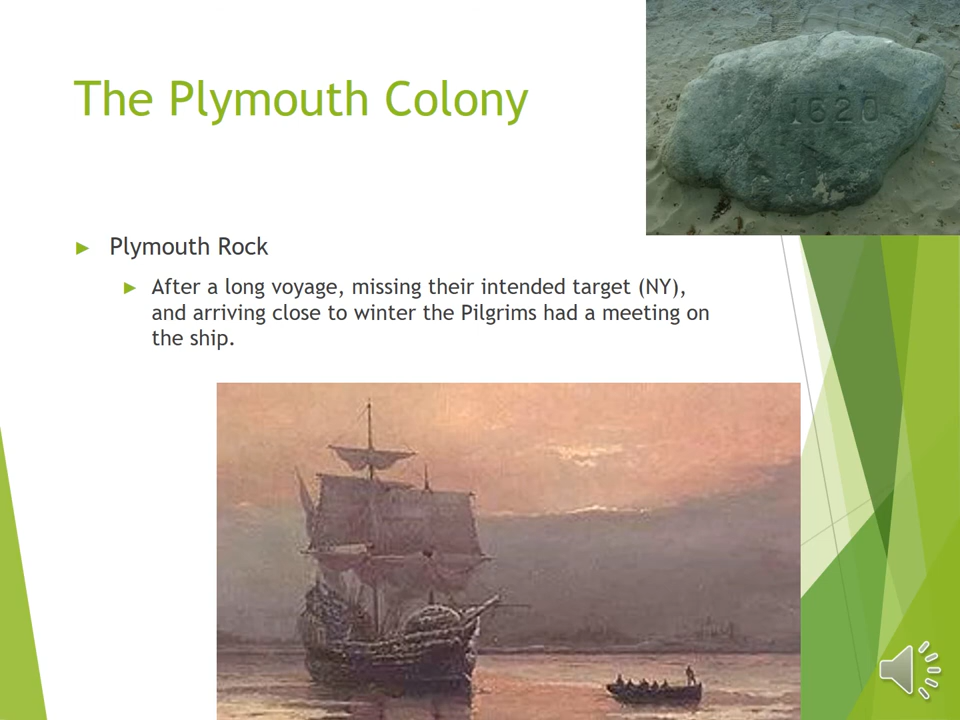 The Plymouth Colony
1620
Plymouth Rock
After a long voyage, missing their intended target (NY),
and arriving close to winter the Pilgrims had a meeting on
the ship.